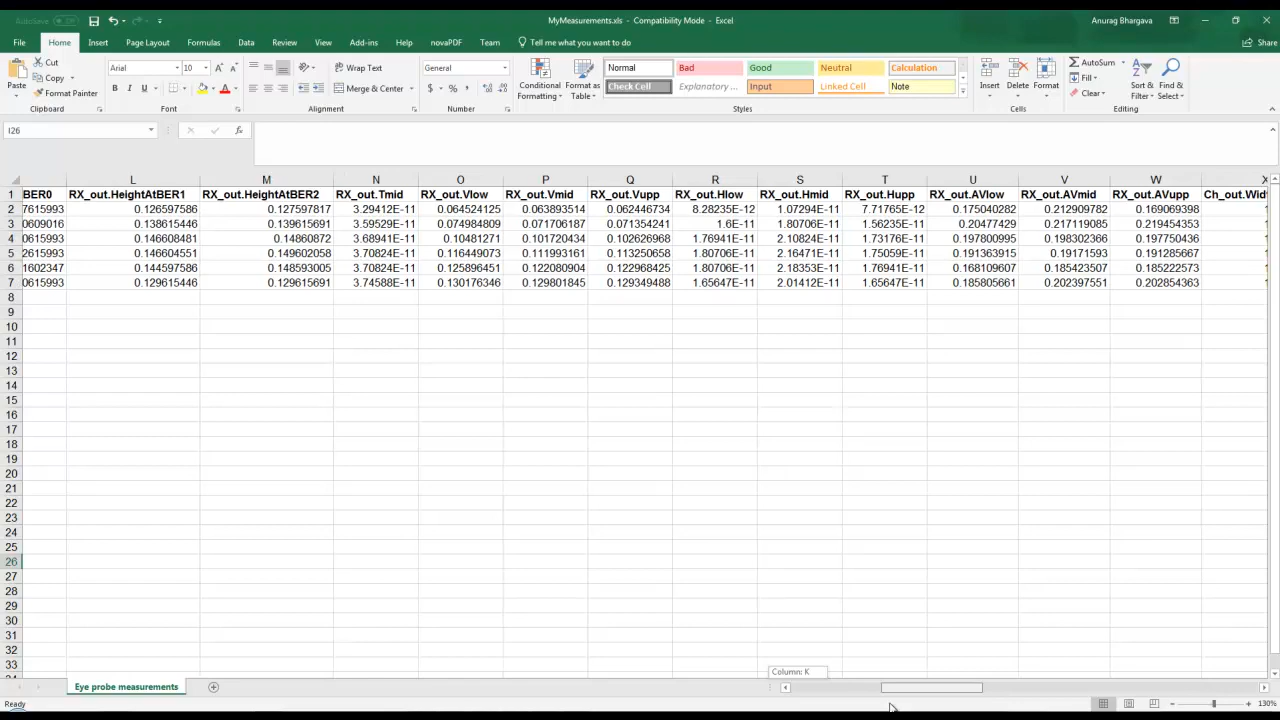 AutoSave Off MyMeasurements.xls - Compatibility Mode - Excel Anurag Bhargava
File Home Insert Page Layout Formulas Data Review View Add-ins Help novaPDF Team Tell me what you want to do Share
Paste Cut Copy Format Painter Clipboard
Arial 10 A A B I U A Font
Wrap Text Merge & Center Alignment
General $ % , Number
Conditional Formatting Format as Table
Normal Bad Good Neutral Calculation
Check Cell Explanatory ... Input Linked Cell Note
Styles
Insert Delete Format Cells
AutoSum Fill Clear Sort & Filter Find & Select Editing
I26 fx
L M N O P Q R S T U V W X
1 BER0 RX_out.HeightAtBER1 RX_out.HeightAtBER2 RX_out.Tmid RX_out.Vlow RX_out.Vmid RX_out.Vupp RX_out.Hlow RX_out.Hmid RX_out.Hupp RX_out.AVlow RX_out.AVmid RX_out.AVupp Ch_out.Wid
2 7615993 0.126597586 0.127597817 3.29412E-11 0.064524125 0.063893514 0.062446734 8.28235E-12 1.07294E-11 7.71765E-12 0.175040282 0.212909782 0.169069398
3 0609016 0.138615446 0.139615691 3.59529E-11 0.074984809 0.071706187 0.071354241 1.6E-11 1.80706E-11 1.56235E-11 0.20477429 0.217119085 0.219454353
4 0615993 0.146608481 0.14860872 3.68941E-11 0.10481271 0.101720434 0.102626968 1.76941E-11 2.10824E-11 1.73176E-11 0.197800995 0.198302366 0.197750436
5 2615993 0.146604551 0.149602058 3.70824E-11 0.116449073 0.111993161 0.113250658 1.80706E-11 2.16471E-11 1.75059E-11 0.191363915 0.19171593 0.191285667
6 1602347 0.144597586 0.148593005 3.70824E-11 0.125896451 0.122080904 0.122968425 1.80706E-11 2.18353E-11 1.76941E-11 0.168109607 0.185423507 0.185222573
7 0615993 0.129615446 0.129615691 3.74588E-11 0.130176346 0.129801845 0.129349488 1.65647E-11 2.01412E-11 1.65647E-11 0.185805661 0.202397551 0.202854363
8
9
10
11
12
13
14
15
16
17
18
19
20
21
22
23
24
25
26
27
28
29
30
31
32
33
Column: K
Eye probe measurements
Ready 130%